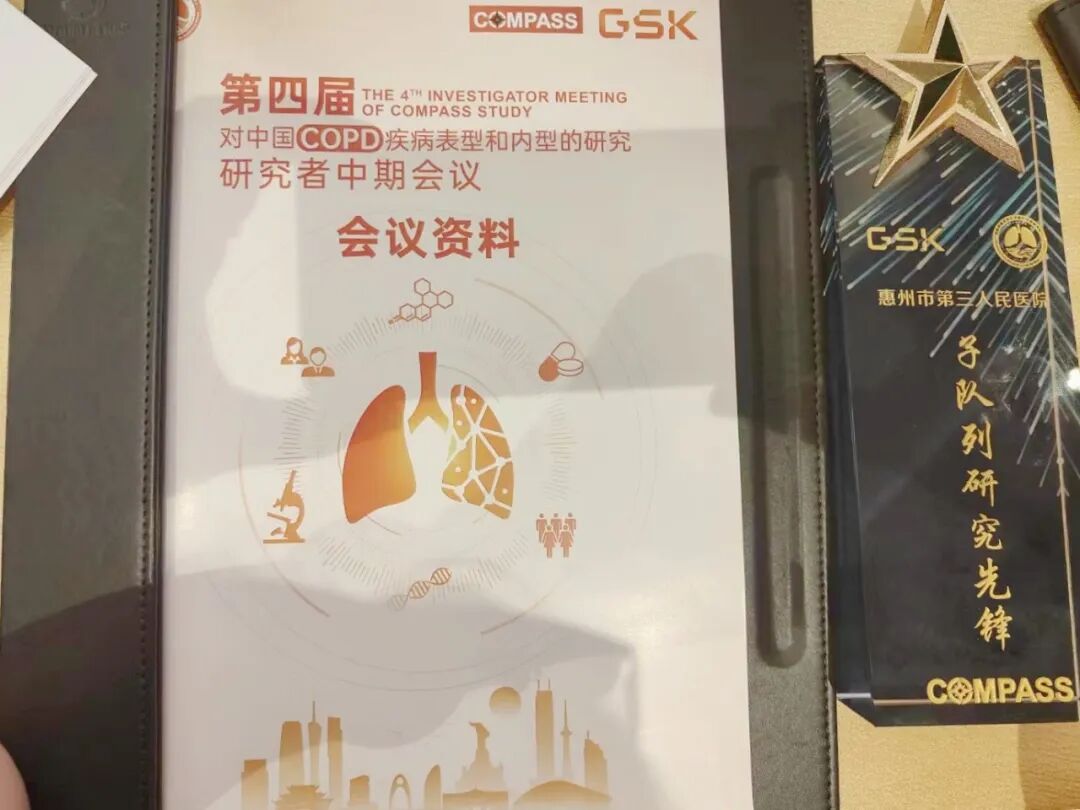 COMPASS GSK
第四届 THE 4TH INVESTIGATOR MEETING
OF COMPASS STUDY
对中国COPD疾病表型和内型的研究
研究者中期会议
会议资料
GSK
惠州市第三人民医院
子队列研究先锋
COMPASS